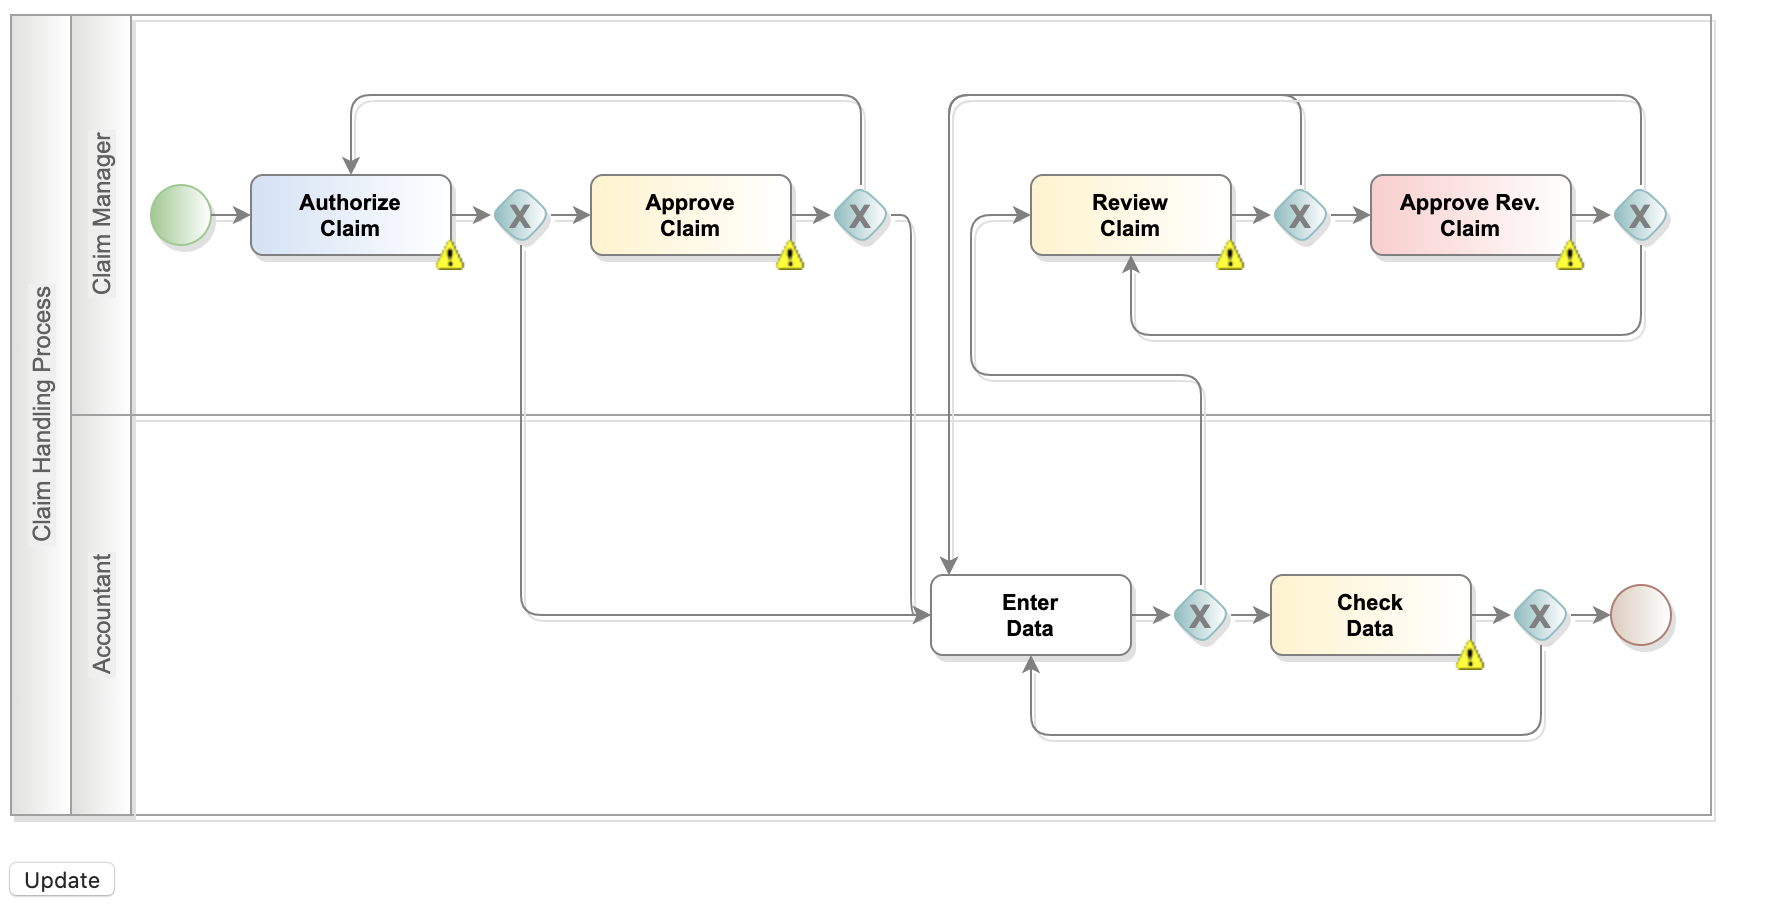 Claim Handling Process
Claim Manager
Authorize
Claim
X
Approve
Claim
X
Review
Claim
X
Approve Rev.
Claim
X
Accountant
Enter
Data
X
Check
Data
X
Update